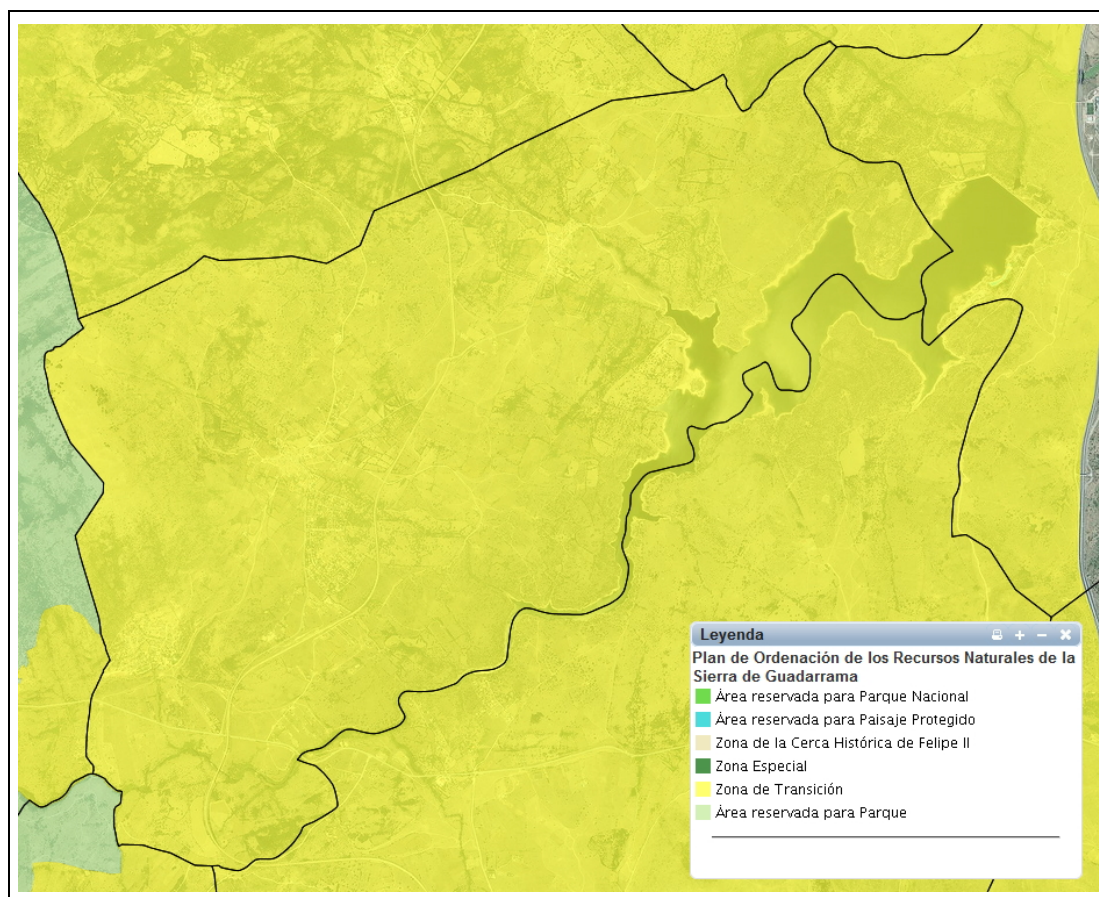 Leyenda
Plan de Ordenación de los Recursos Naturales de la
Sierra de Guadarrama
Área reservada para Parque Nacional
Área reservada para Paisaje Protegido
Zona de la Cerca Histórica de Felipe II
Zona Especial
Zona de Transición
Área reservada para Parque